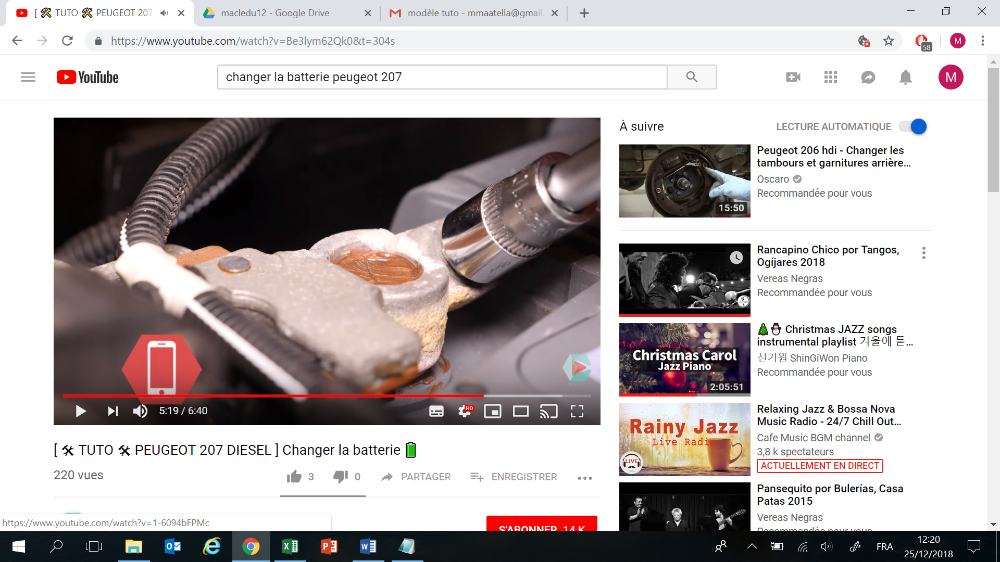 [ 🛠 TUTO 🛠 PEUGEOT 207
macledu12 - Google Drive
modèle tuto - mmaatella@gmail.
https://www.youtube.com/watch?v=Be3lym62Qk0&t=304s
58
M
YouTube
changer la batterie peugeot 207
M
À suivre
LECTURE AUTOMATIQUE
Peugeot 206 hdi - Changer les
tambours et garnitures arrière...
Oscaro
Recommandée pour vous
15:50
Rancapino Chico por Tangos,
Ogíjares 2018
Vereas Negras
Recommandée pour vous
🎄⛄ Christmas JAZZ songs
instrumental playlist 겨울에 듣...
신기원 ShinGiWon Piano
Recommandée pour vous
Christmas Carol
Jazz Piano
2:05:51
Relaxing Jazz & Bossa Nova
Music Radio - 24/7 Chill Out...
Cafe Music BGM channel
3,8 k spectateurs
ACTUELLEMENT EN DIRECT
Rainy Jazz
Live Radio
LIVE
Pansequito por Bulerías, Casa
Patas 2015
Vereas Negras
Recommandée pour vous
5:19 / 6:40
HD
[ 🛠 TUTO 🛠 PEUGEOT 207 DIESEL ] Changer la batterie 🔋
220 vues
3
0
PARTAGER
ENREGISTRER
S'ABONNER 14 K
https://www.youtube.com/watch?v=1-6094bFPMc
FRA
12:20
25/12/2018